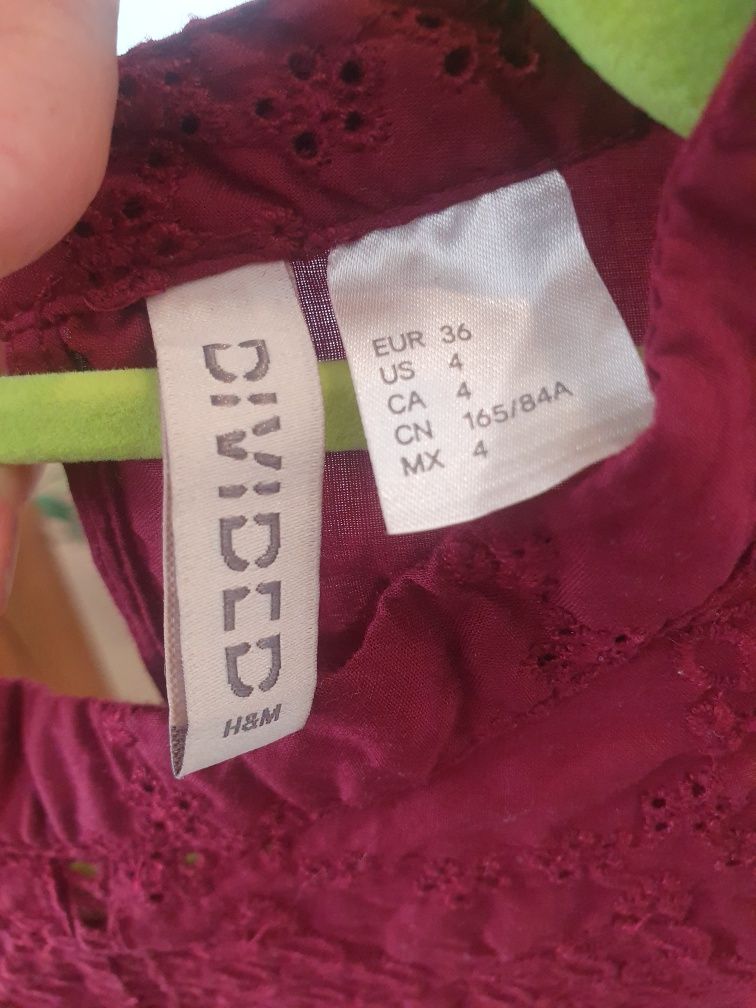 DIVIDED
H&M
EUR 36
US 4
CA 4
CN 165/84A
MX 4